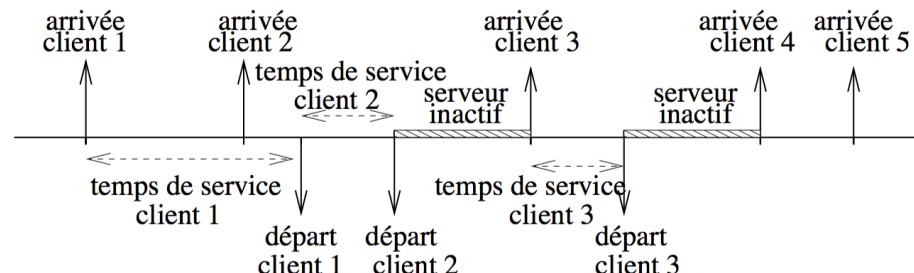 arrivée
client 1
arrivée
client 2
arrivée
client 3
arrivée
client 4
arrivée
client 5
temps de service
client 2
serveur
inactif
serveur
inactif
temps de service
client 1
temps de service
client 3
départ
client 1
départ
client 2
départ
client 3